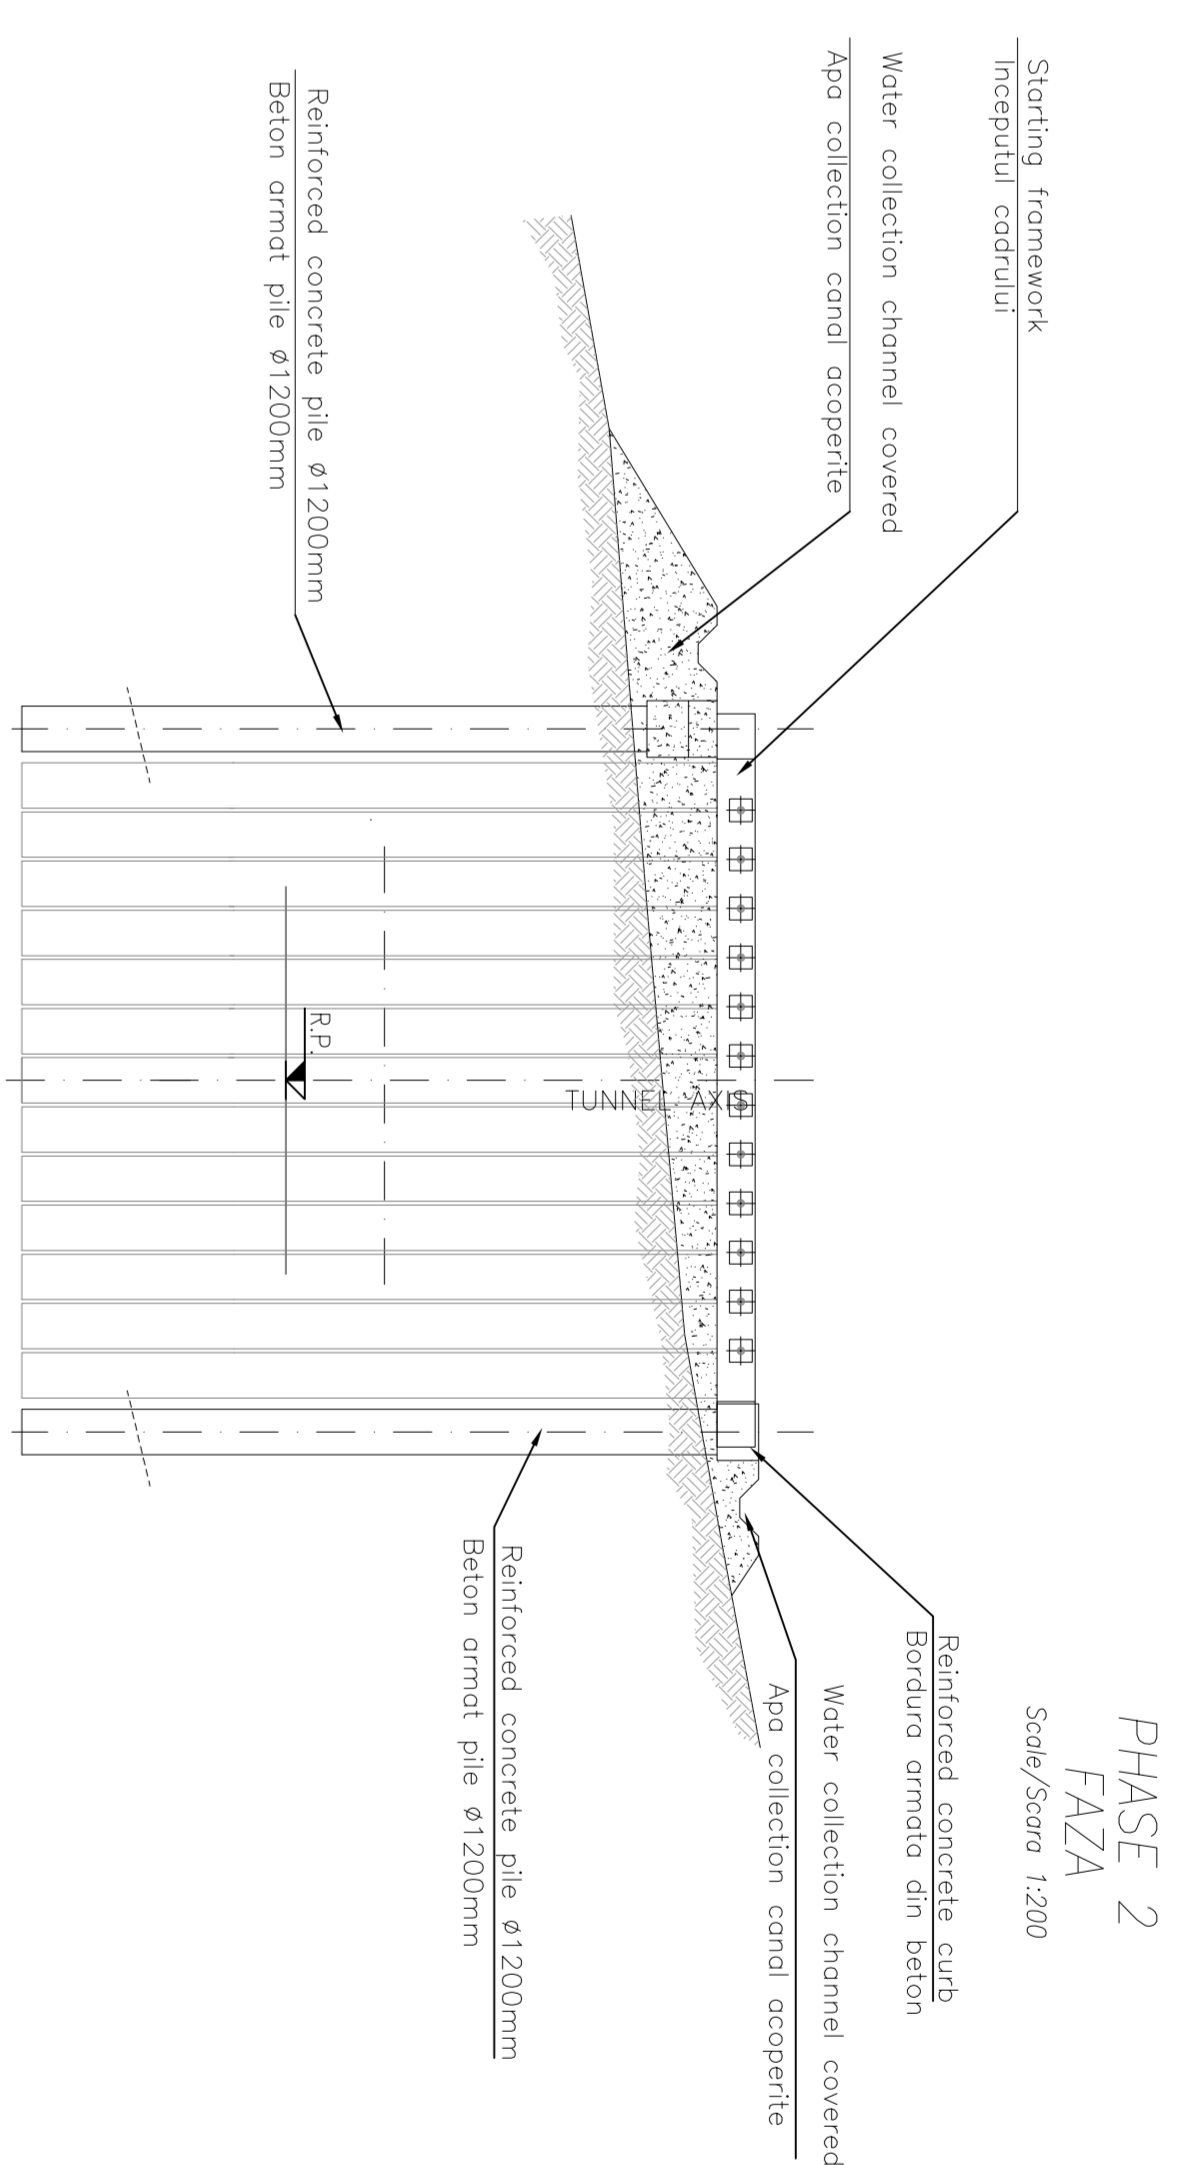 PHASE 2
FAZA
Scale/Scara 1:200
Starting framework
Inceputul cadrului
Water collection channel covered
Apa collection canal acoperite
Reinforced concrete curb
Bordura armata din beton
Water collection channel covered
Apa collection canal acoperite
TUNNEL AXIS
R.P.
Reinforced concrete pile Ø1200mm
Beton armat pile Ø1200mm
Reinforced concrete pile Ø1200mm
Beton armat pile Ø1200mm